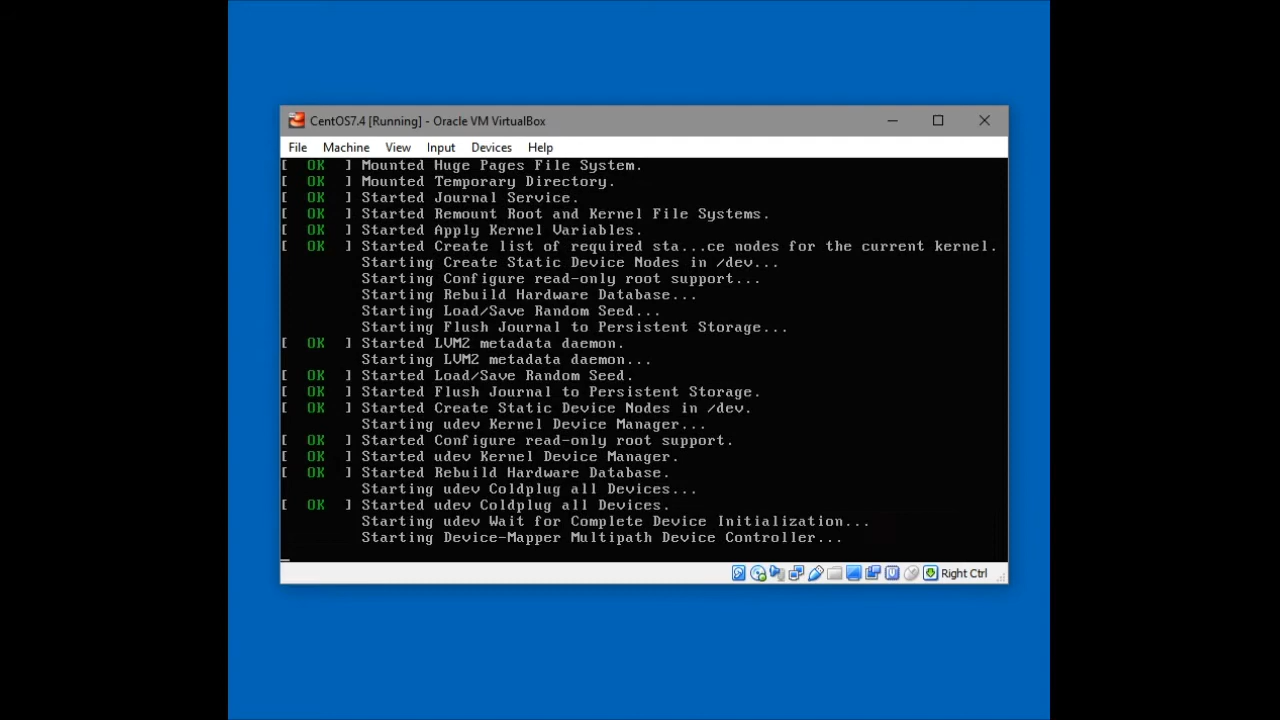 CentOS7.4 [Running] - Oracle VM VirtualBox
File Machine View Input Devices Help
[ OK ] Mounted Huge Pages File System.
[ OK ] Mounted Temporary Directory.
[ OK ] Started Journal Service.
[ OK ] Started Remount Root and Kernel File Systems.
[ OK ] Started Apply Kernel Variables.
[ OK ] Started Create list of required sta...ce nodes for the current kernel.
Starting Create Static Device Nodes in /dev...
Starting Configure read-only root support...
Starting Rebuild Hardware Database...
Starting Load/Save Random Seed...
Starting Flush Journal to Persistent Storage...
[ OK ] Started LVM2 metadata daemon.
Starting LVM2 metadata daemon...
[ OK ] Started Load/Save Random Seed.
[ OK ] Started Flush Journal to Persistent Storage.
[ OK ] Started Create Static Device Nodes in /dev.
Starting udev Kernel Device Manager...
[ OK ] Started Configure read-only root support.
[ OK ] Started udev Kernel Device Manager.
[ OK ] Started Rebuild Hardware Database.
Starting udev Coldplug all Devices...
[ OK ] Started udev Coldplug all Devices.
Starting udev Wait for Complete Device Initialization...
Starting Device-Mapper Multipath Device Controller...
Right Ctrl